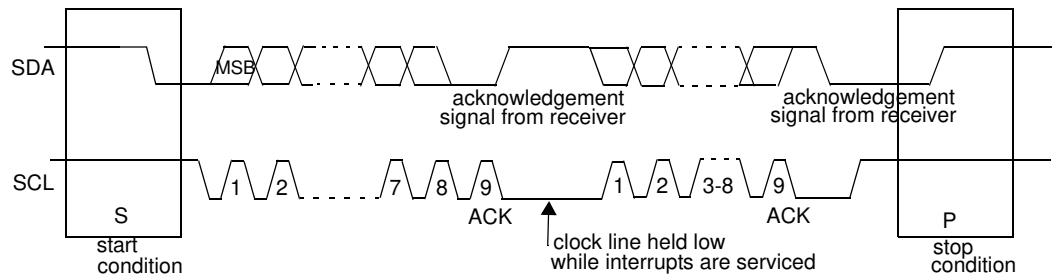 SDA
MSB
acknowledgement
signal from receiver
acknowledgement
signal from receiver
SCL
1 2 7 8 9 1 2 3-8 9
S
ACK
ACK
P
start
condition
clock line held low
while interrupts are serviced
stop
condition